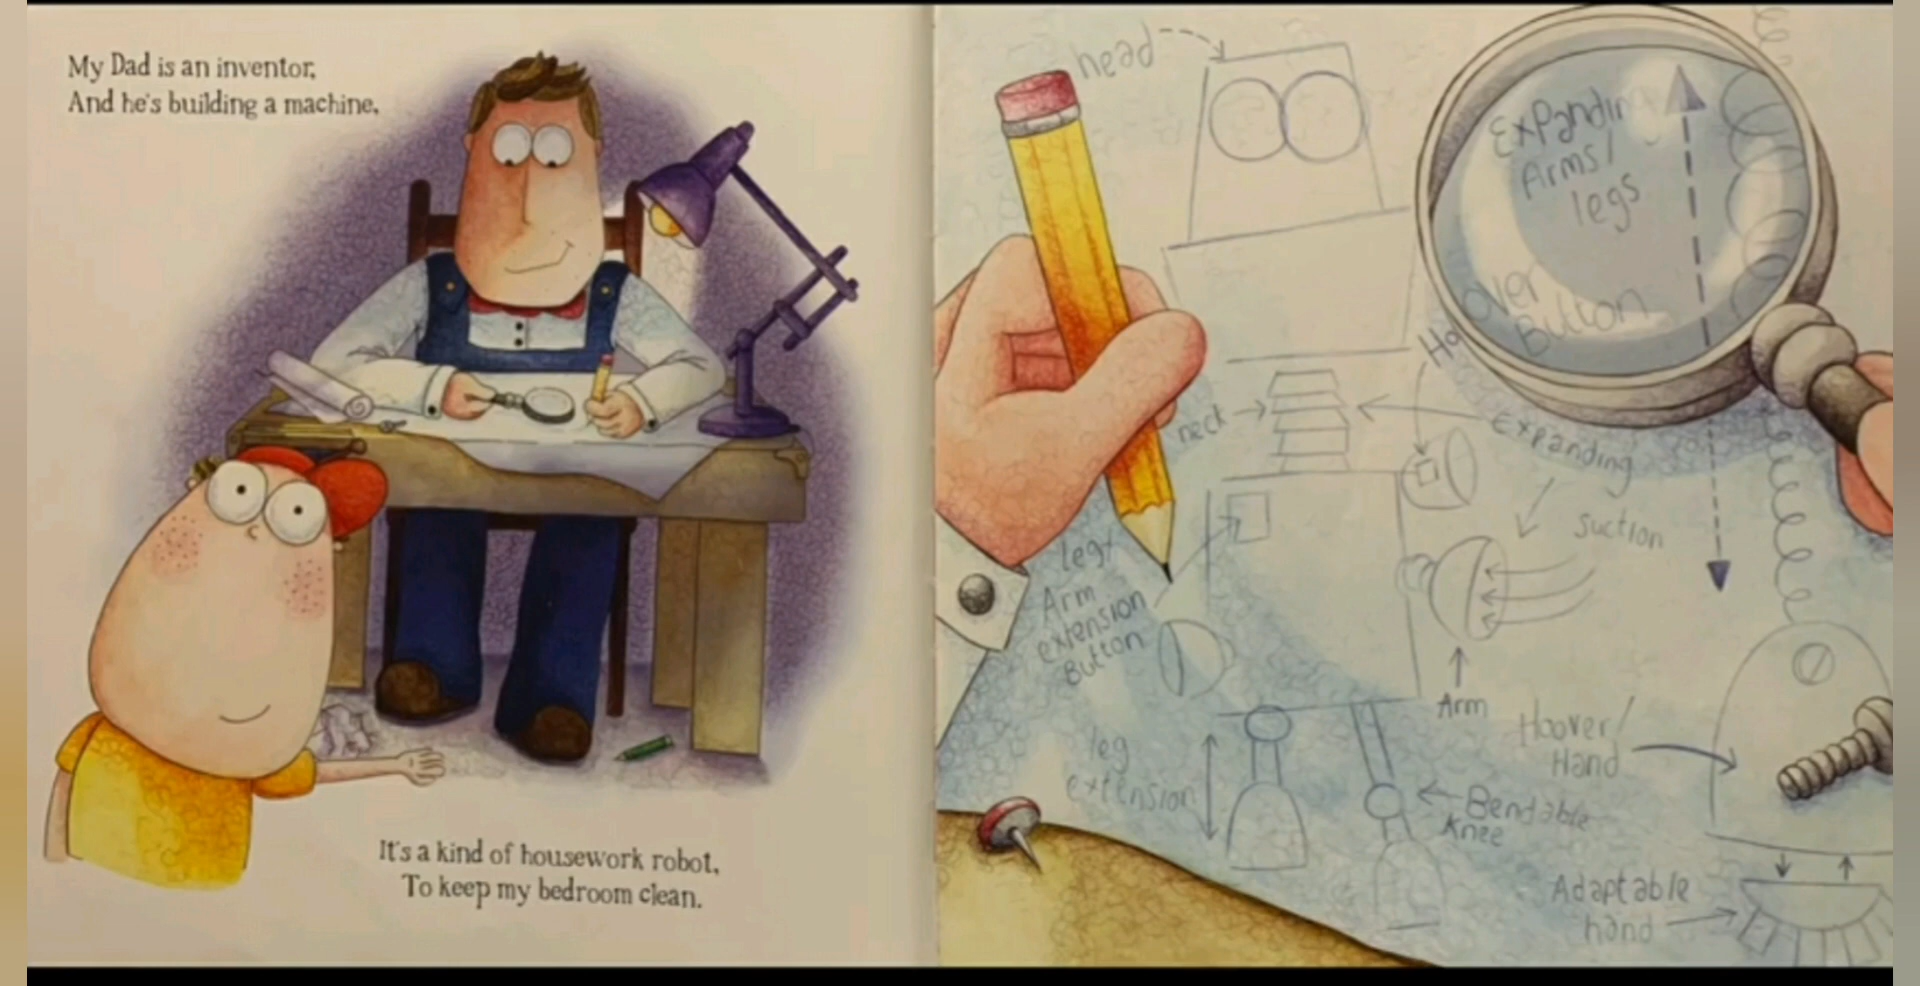 My Dad is an inventor,
And he's building a machine,
It's a kind of housework robot,
To keep my bedroom clean.
head
Expanding
Arms/
legs
Hoover
Button
neck
Expanding
suction
leg/
Arm
extension
Button
Arm
leg
extension
Hoover/
Hand
Bendable
Knee
Adaptable
hand